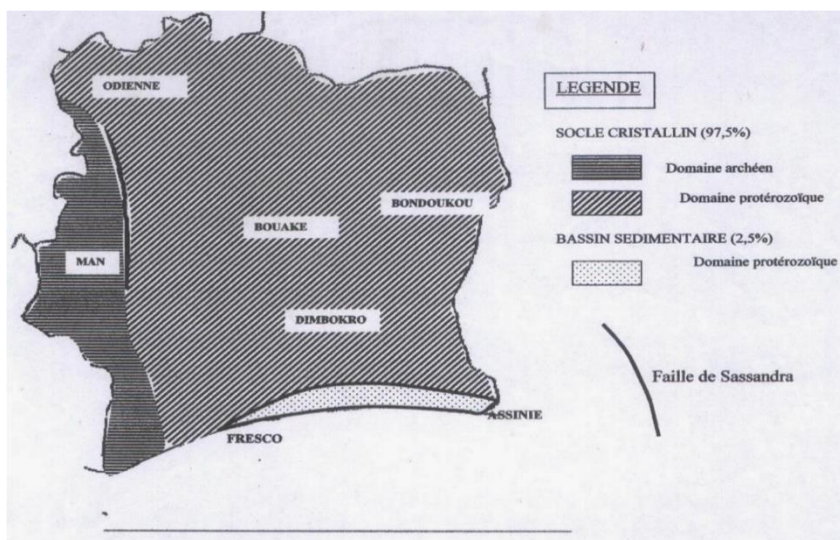 ODIENNE
BONDOUKOU
BOUAKE
MAN
DIMBOKRO
ASSINIE
FRESCO
LEGENDE
SOCLE CRISTALLIN (97,5%)
Domaine archéen
Domaine protérozoïque
BASSIN SEDIMENTAIRE (2,5%)
Domaine protérozoïque
Faille de Sassandra